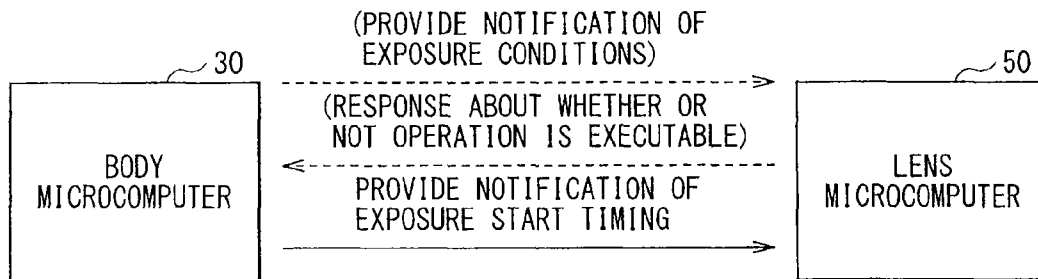 (PROVIDE NOTIFICATION OF
EXPOSURE CONDITIONS)
30
50
(RESPONSE ABOUT WHETHER OR
NOT OPERATION IS EXECUTABLE)
BODY
MICROCOMPUTER
LENS
MICROCOMPUTER
PROVIDE NOTIFICATION OF
EXPOSURE START TIMING